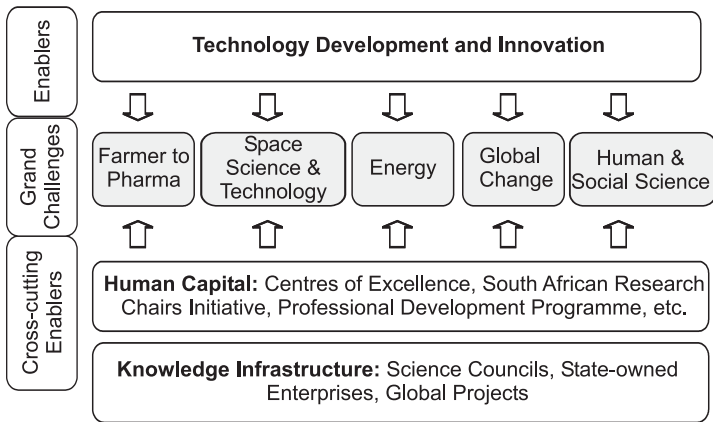 Enablers
Technology Development and Innovation
Grand
Challenges
Farmer to
Pharma
Space
Science &
Technology
Energy
Global
Change
Human &
Social Science
Cross-cutting
Enablers
Human Capital: Centres of Excellence, South African Research
Chairs Initiative, Professional Development Programme, etc.
Knowledge Infrastructure: Science Councils, State-owned
Enterprises, Global Projects